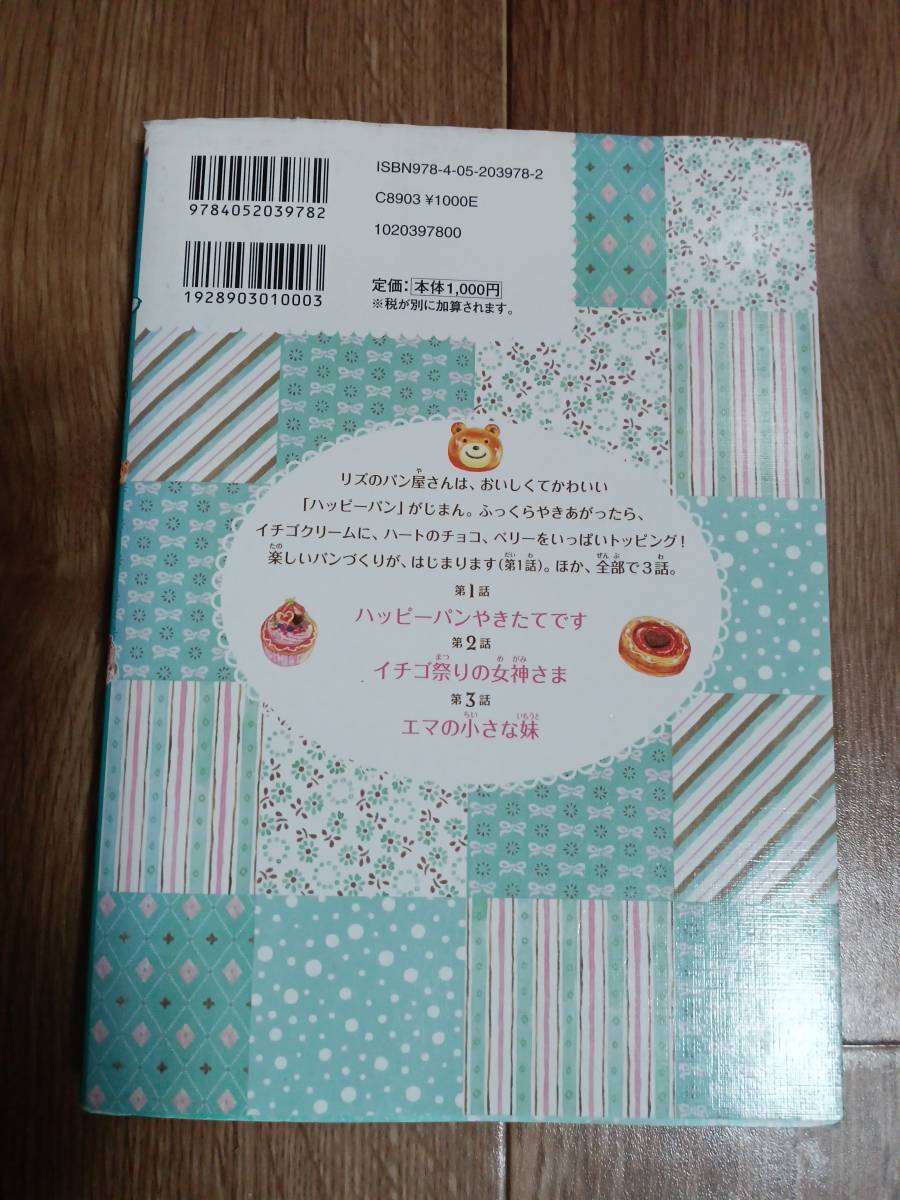 ISBN978-4-05-203978-2
9784052039782
C8903 ¥1000E
1020397800
1928903010003
定価：本体1,000円
※税が別に加算されます。
リズのパン屋さんは、おいしくてかわいい
「ハッピーパン」がじまん。ふっくらやきあがったら、
イチゴクリームに、ハートのチョコ、ベリーをいっぱいトッピング！
楽しいパンづくりが、はじまります（第1話）。ほか、全部で3話。
第1話
ハッピーパンやきたてです
第2話
イチゴ祭りの女神さま
第3話
エマの小さな妹